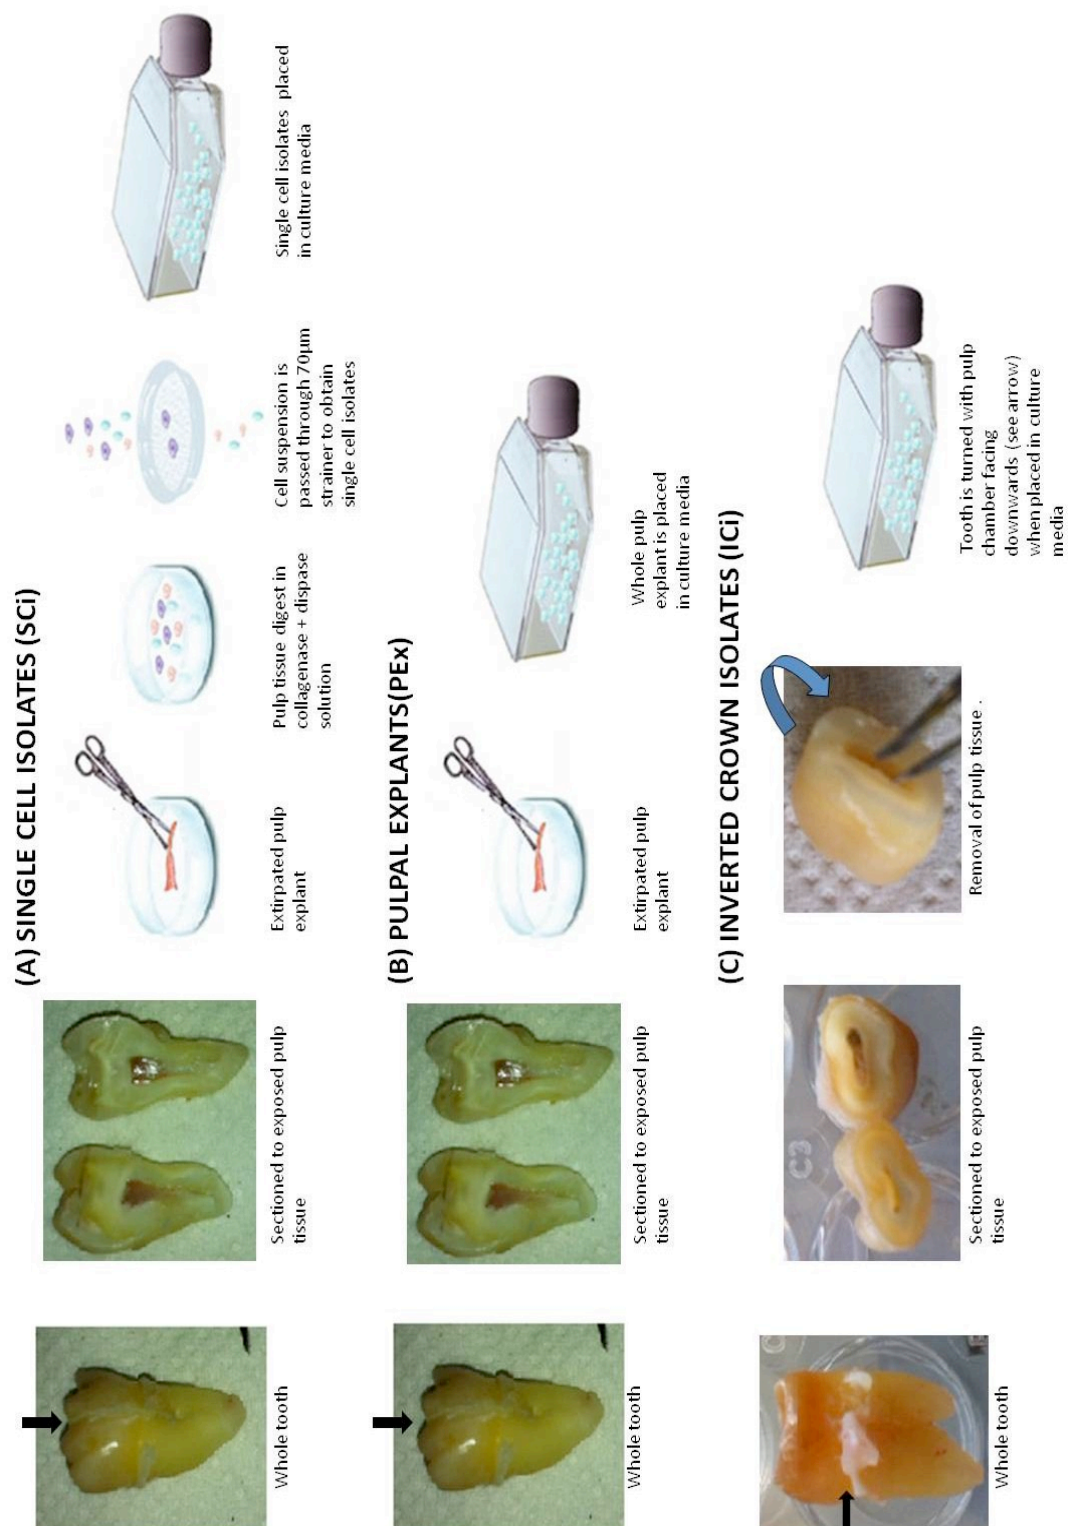 (A) SINGLE CELL ISOLATES (SCi)
Whole tooth
Sectioned to exposed pulp
tissue
Extirpated pulp
explant
Pulp tissue digest in
collagenase + dispase
solution
Cell suspension is
passed through 70µm
strainer to obtain
single cell isolates
Single cell isolates placed
in culture media
(B) PULPAL EXPLANTS(PEx)
Whole tooth
Sectioned to exposed pulp
tissue
Extirpated pulp
explant
Whole pulp
explant is placed
in culture media
(C) INVERTED CROWN ISOLATES (ICi)
Whole tooth
C3
Sectioned to exposed pulp
tissue
Removal of pulp tissue .
Tooth is turned with pulp
chamber facing
downwards (see arrow)
when placed in culture
media